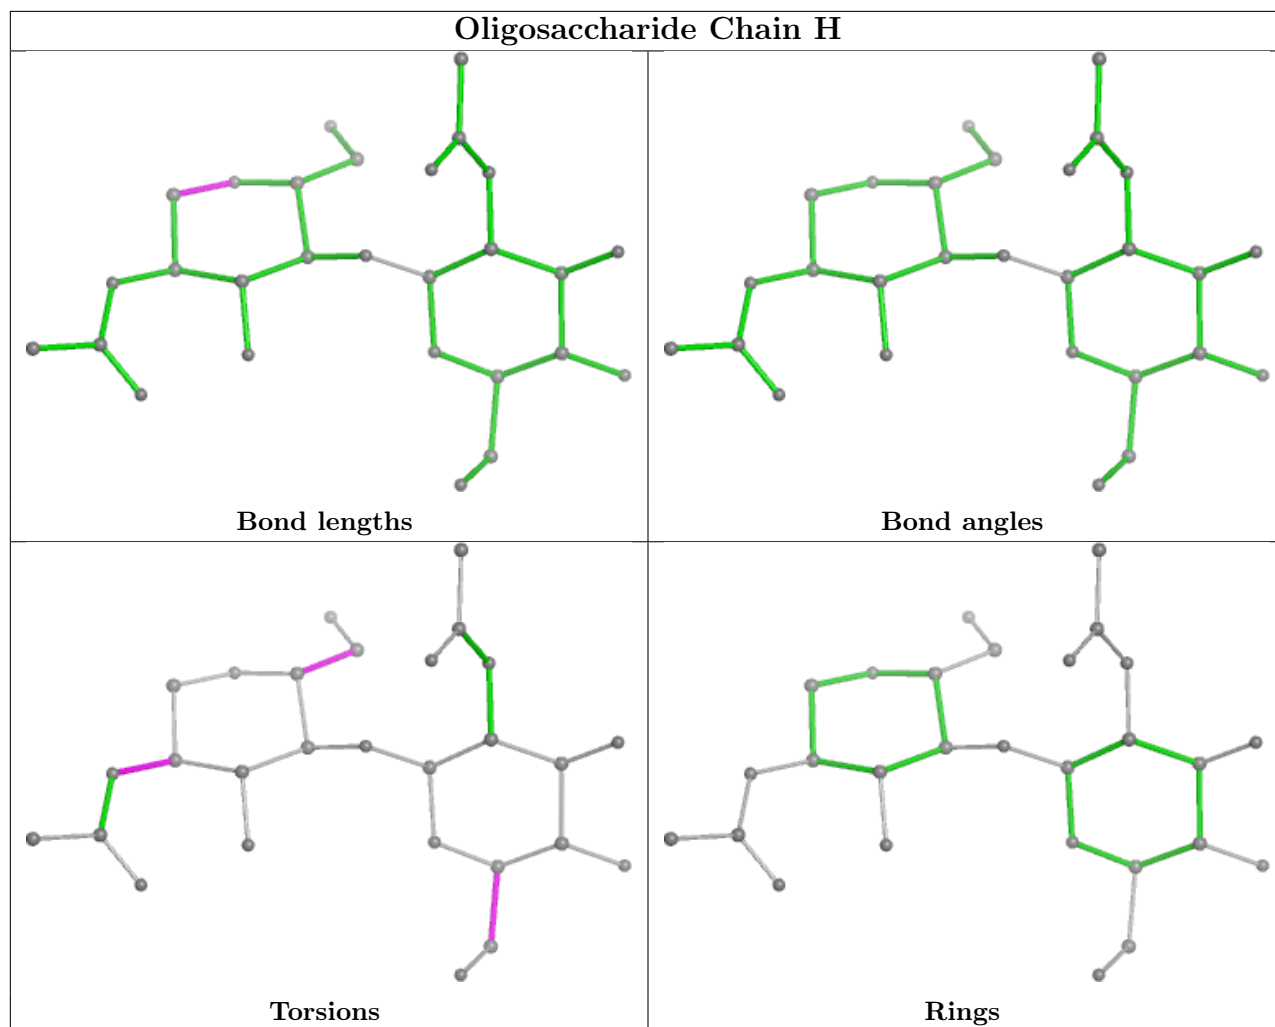 Oligosaccharide Chain H
Bond lengths
Bond angles
Torsions
Rings